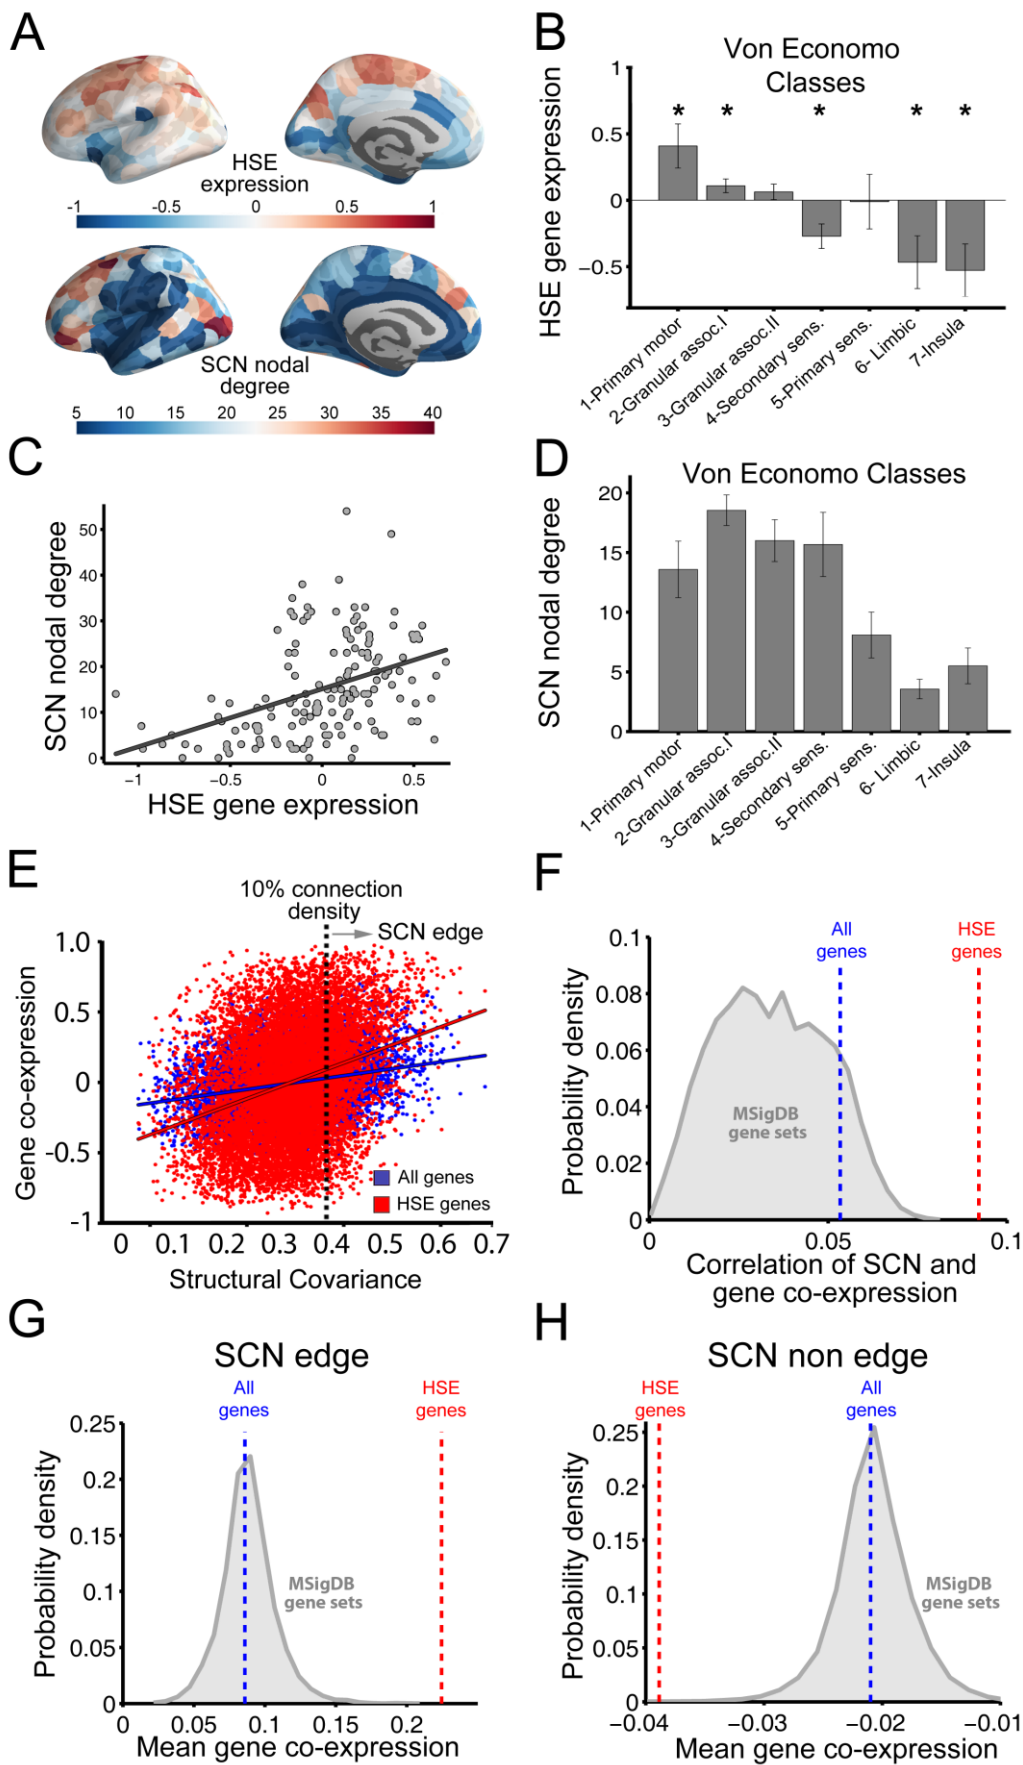 A
HSE
expression
-1 -0.5 0 0.5 1
SCN nodal
degree
5 10 15 20 25 30 35 40
B
Von Economo
Classes
HSE gene expression
1
0.5
0
−0.5
* * * * *
1-Primary motor
2-Granular assoc.I
3-Granular assoc.II
4-Secondary sens.
5-Primary sens.
6- Limbic
7-Insula
C
SCN nodal degree
50
40
30
20
10
0
−1 −0.5 0 0.5
HSE gene expression
D
Von Economo Classes
SCN nodal degree
20
15
10
5
0
1-Primary motor
2-Granular assoc.I
3-Granular assoc.II
4-Secondary sens.
5-Primary sens.
6- Limbic
7-Insula
E
10% connection
density
SCN edge
Gene co-expression
1.0
0.5
0
-0.5
-1
All genes
HSE genes
0 0.1 0.2 0.3 0.4 0.5 0.6 0.7
Structural Covariance
F
All
genes
HSE
genes
Probability density
0.1
0.08
0.06
0.04
0.02
0
MSigDB
gene sets
0 0.05 0.1
Correlation of SCN and
gene co-expression
G
SCN edge
All
genes
HSE
genes
Probability density
0.25
0.2
0.15
0.1
0.05
0
MSigDB
gene sets
0 0.05 0.1 0.15 0.2
Mean gene co-expression
H
SCN non edge
HSE
genes
All
genes
Probability density
0.25
0.2
0.15
0.1
0.05
0
MSigDB
gene sets
−0.04 −0.03 −0.02 −0.01
Mean gene co-expression